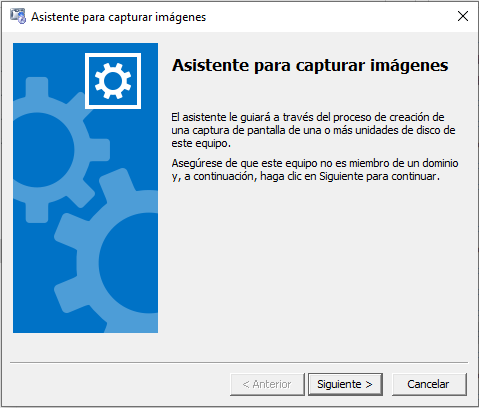 Asistente para capturar imágenes
Asistente para capturar imágenes
El asistente le guiará a través del proceso de creación de
una captura de pantalla de una o más unidades de disco de
este equipo.
Asegúrese de que este equipo no es miembro de un dominio
y, a continuación, haga clic en Siguiente para continuar.
< Anterior
Siguiente >
Cancelar